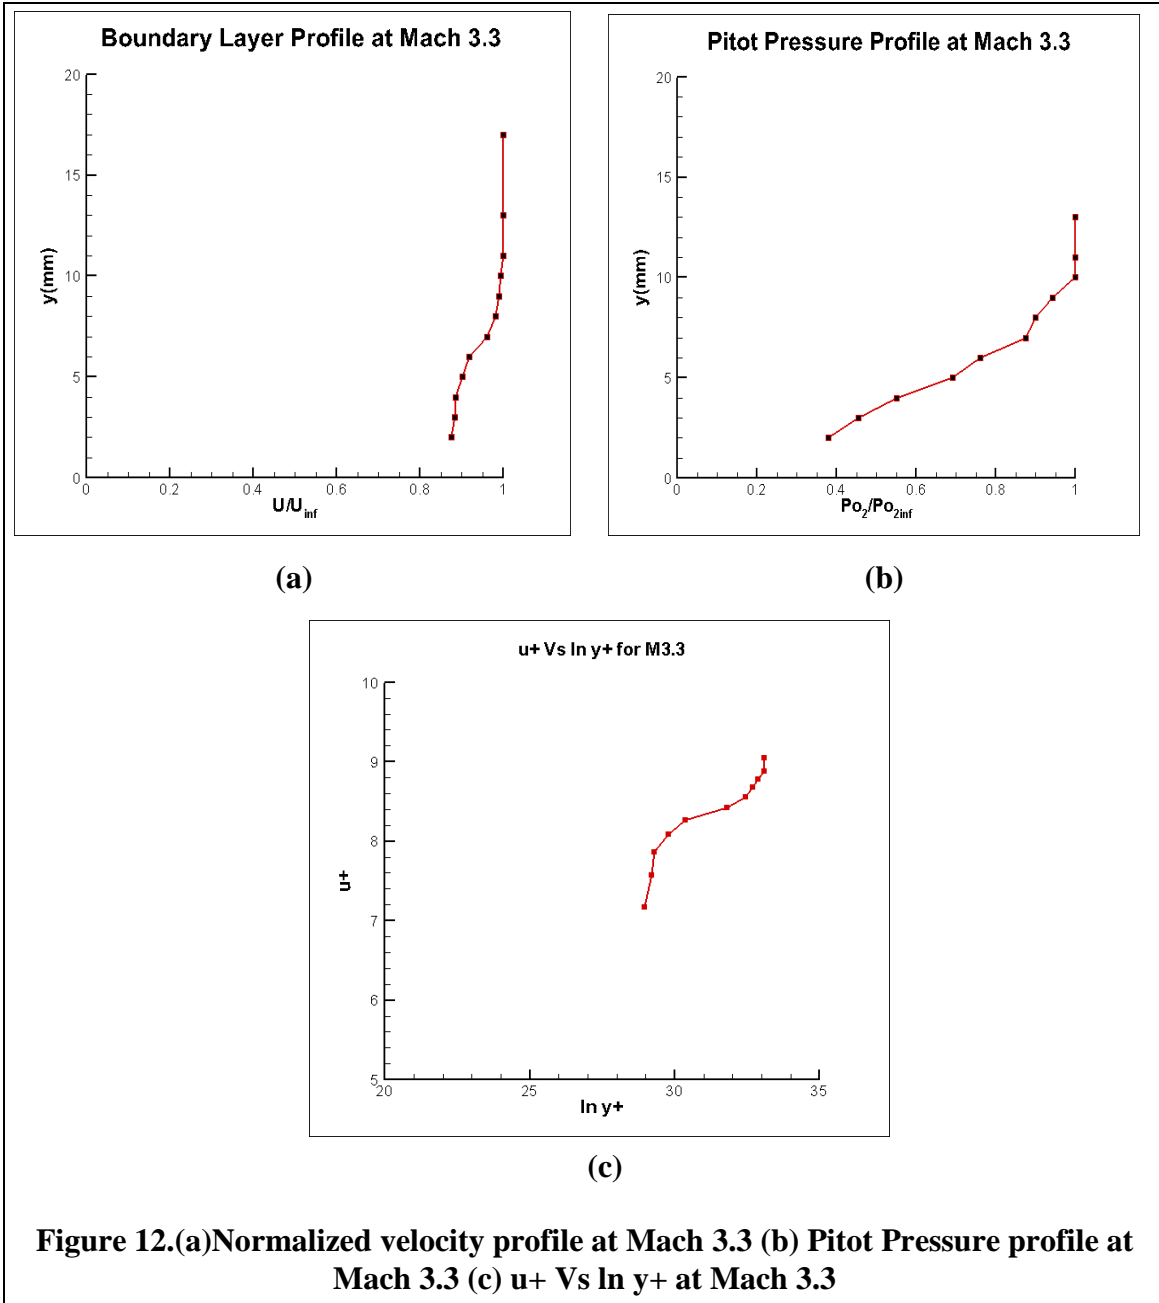 Boundary Layer Profile at Mach 3.3
20
15
10
5
0
y(mm)
0 0.2 0.4 0.6 0.8 1
U/Uinf
(a)
Pitot Pressure Profile at Mach 3.3
20
15
10
5
0
y(mm)
0 0.2 0.4 0.6 0.8 1
Po2/Po2inf
(b)
u+ Vs ln y+ for M3.3
10
9
8
7
6
5
u+
20 25 30 35
ln y+
(c)
Figure 12.(a)Normalized velocity profile at Mach 3.3 (b) Pitot Pressure profile at
Mach 3.3 (c) u+ Vs ln y+ at Mach 3.3